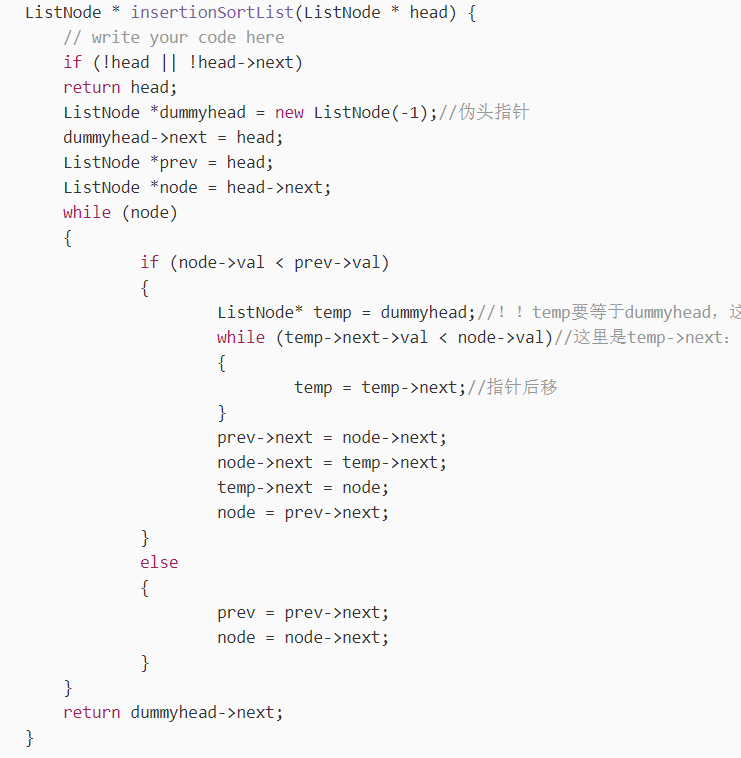 ListNode * insertionSortList(ListNode * head) {
// write your code here
if (!head || !head->next)
return head;
ListNode *dummyhead = new ListNode(-1);//伪头指针
dummyhead->next = head;
ListNode *prev = head;
ListNode *node = head->next;
while (node)
{
if (node->val < prev->val)
{
ListNode* temp = dummyhead;//！！temp要等于dummyhead，这
while (temp->next->val < node->val)//这里是temp->next：
{
temp = temp->next;//指针后移
}
prev->next = node->next;
node->next = temp->next;
temp->next = node;
node = prev->next;
}
else
{
prev = prev->next;
node = node->next;
}
}
return dummyhead->next;
}